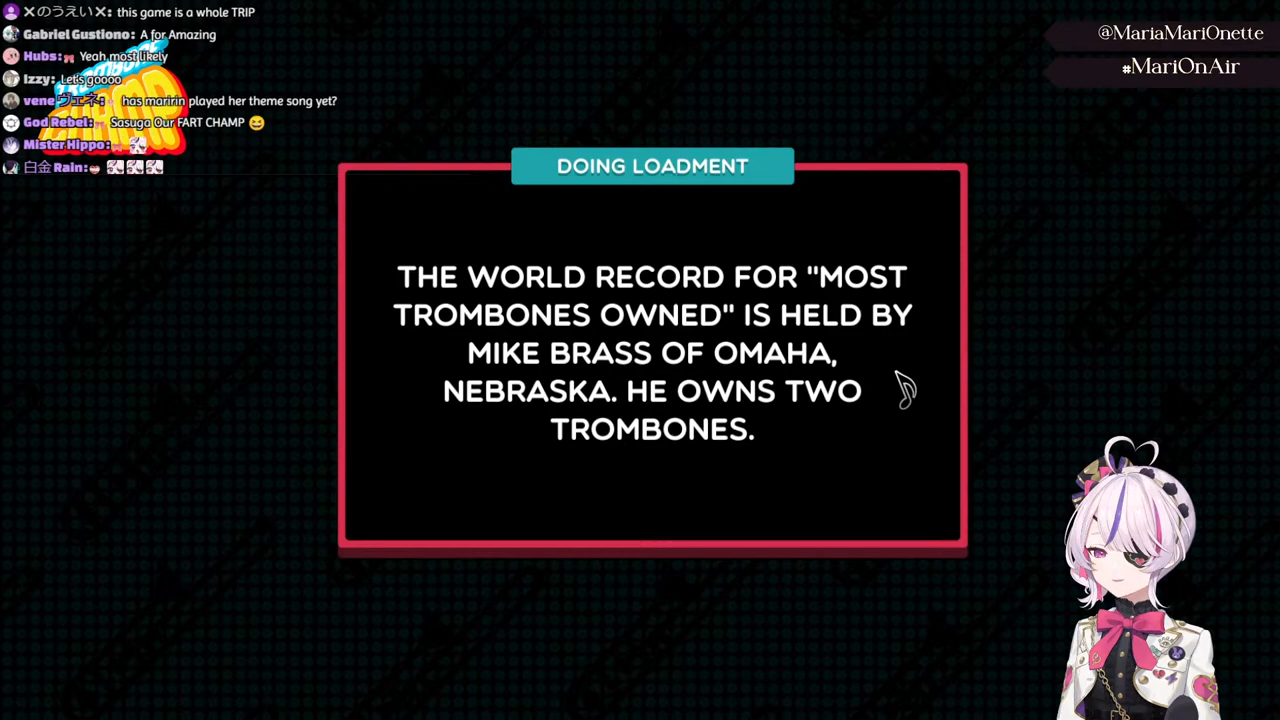 ×のうえい×: this game is a whole TRIP
Gabriel Gustiono: A for Amazing
Hubs: Yeah most likely
Izzy: Let's goooo
vene ヴェネ: has maririn played her theme song yet?
God Rebel: Sasuga Our FART CHAMP
Mister Hippo:
白金 Rain:
TROMBONE
CHAMP
@MariaMariOnette
#MariOnAir
DOING LOADMENT
THE WORLD RECORD FOR "MOST
TROMBONES OWNED" IS HELD BY
MIKE BRASS OF OMAHA,
NEBRASKA. HE OWNS TWO
TROMBONES.